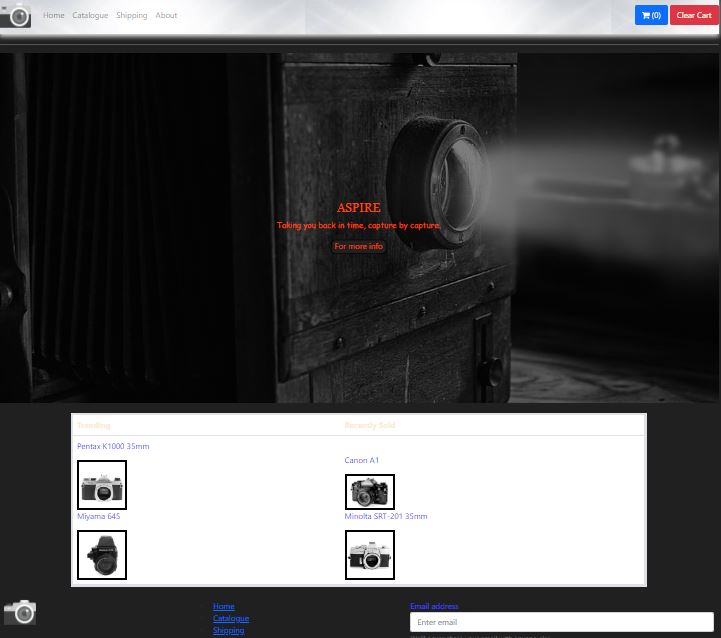 Home Catalogue Shipping About (0) Clear Cart
ASPIRE
Taking you back in time, capture by capture.
For more info
Trending Recently Sold
Pentax K1000 35mm
Canon A1
Miyama 645 Minolta SRT-201 35mm
Home
Catalogue
Shipping
Email address
Enter email